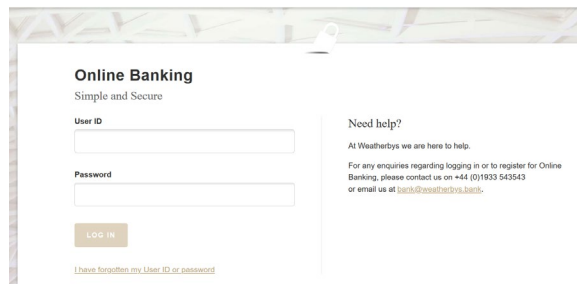 Online Banking
Simple and Secure
User ID
Password
LOG IN
I have forgotten my User ID or password
Need help?
At Weatherbys we are here to help.
For any enquiries regarding logging in or to register for Online
Banking, please contact us on +44 (0)1933 543543
or email us at bank@weatherbys.bank.